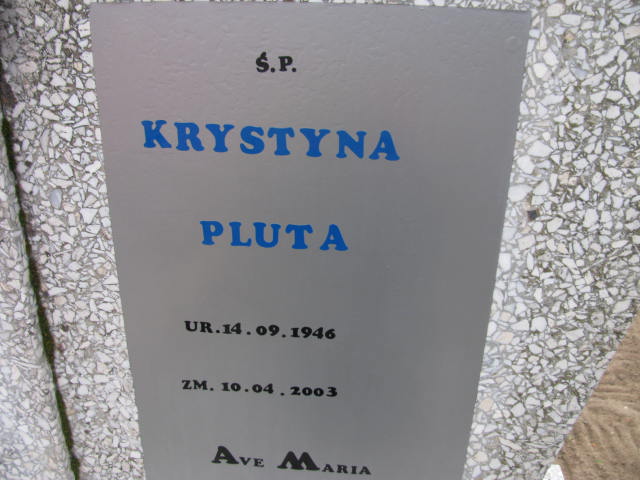 Ś.P.
KRYSTYNA
PLUTA
UR.14.09.1946
ZM. 10.04.2003
AVE MARIA